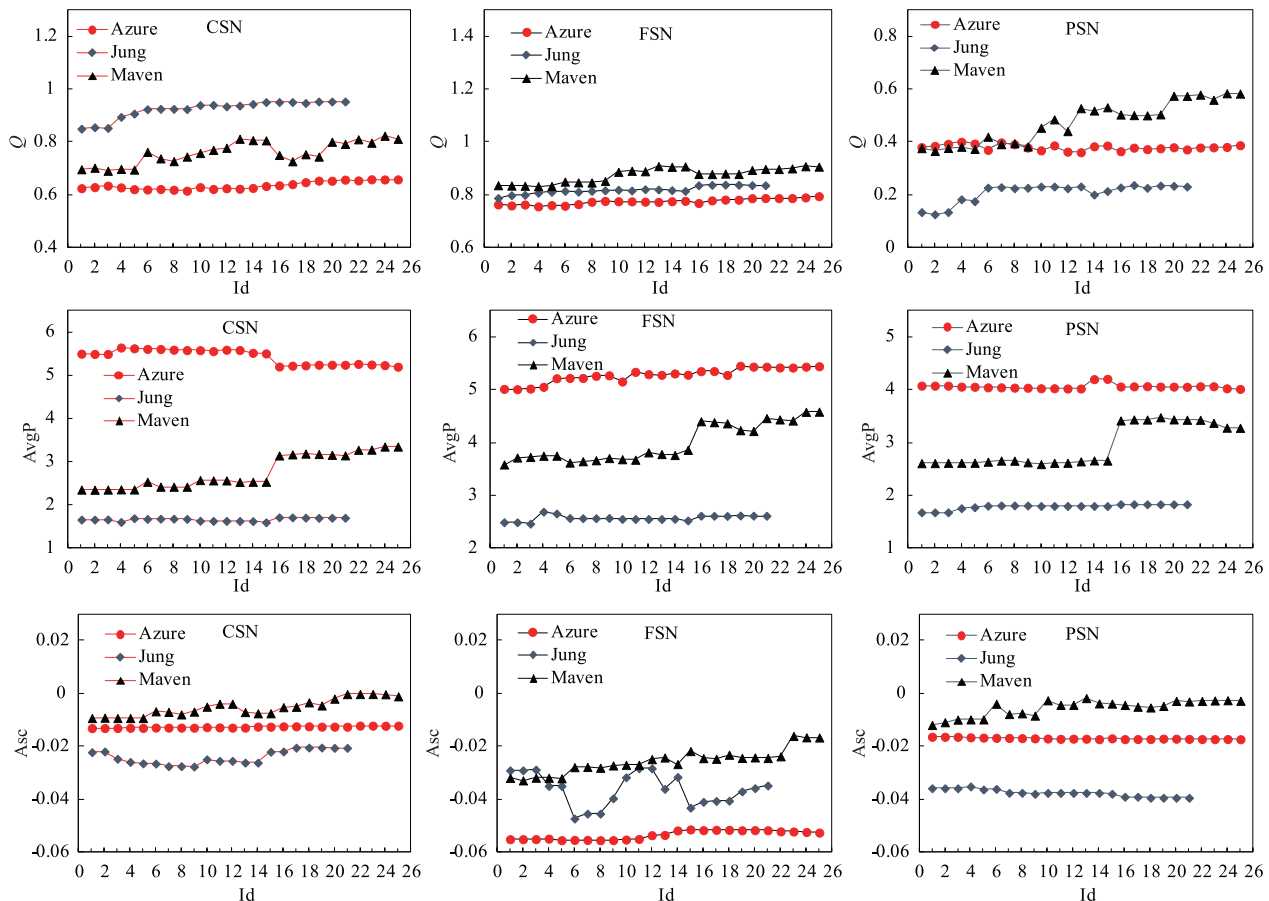 CSN
Azure
Jung
Maven
1.2
1
0.8
0.6
0.4
Q
0 2 4 6 8 10 12 14 16 18 20 22 24 26
Id
FSN
Azure
Jung
Maven
1.4
1.2
1
0.8
0.6
Q
0 2 4 6 8 10 12 14 16 18 20 22 24 26
Id
PSN
Azure
Jung
Maven
0.8
0.6
0.4
0.2
0
Q
0 2 4 6 8 10 12 14 16 18 20 22 24 26
Id
CSN
Azure
Jung
Maven
6
5
4
3
2
1
AvgP
0 2 4 6 8 10 12 14 16 18 20 22 24 26
Id
FSN
Azure
Jung
Maven
6
5
4
3
2
AvgP
0 2 4 6 8 10 12 14 16 18 20 22 24 26
Id
PSN
Azure
Jung
Maven
5
4
3
2
1
AvgP
0 2 4 6 8 10 12 14 16 18 20 22 24 26
Id
CSN
Azure
Jung
Maven
0.02
0
-0.02
-0.04
-0.06
Asc
0 2 4 6 8 10 12 14 16 18 20 22 24 26
Id
FSN
Azure
Jung
Maven
0.02
0
-0.02
-0.04
-0.06
Asc
0 2 4 6 8 10 12 14 16 18 20 22 24 26
Id
PSN
Azure
Jung
Maven
0.02
0
-0.02
-0.04
-0.06
Asc
0 2 4 6 8 10 12 14 16 18 20 22 24 26
Id